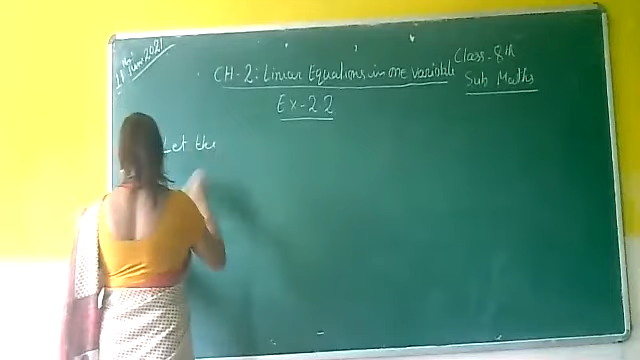 June 2021
CH-2: Linear Equations in one variable
Class-8th
Sub Maths
Ex-2.2
Let the